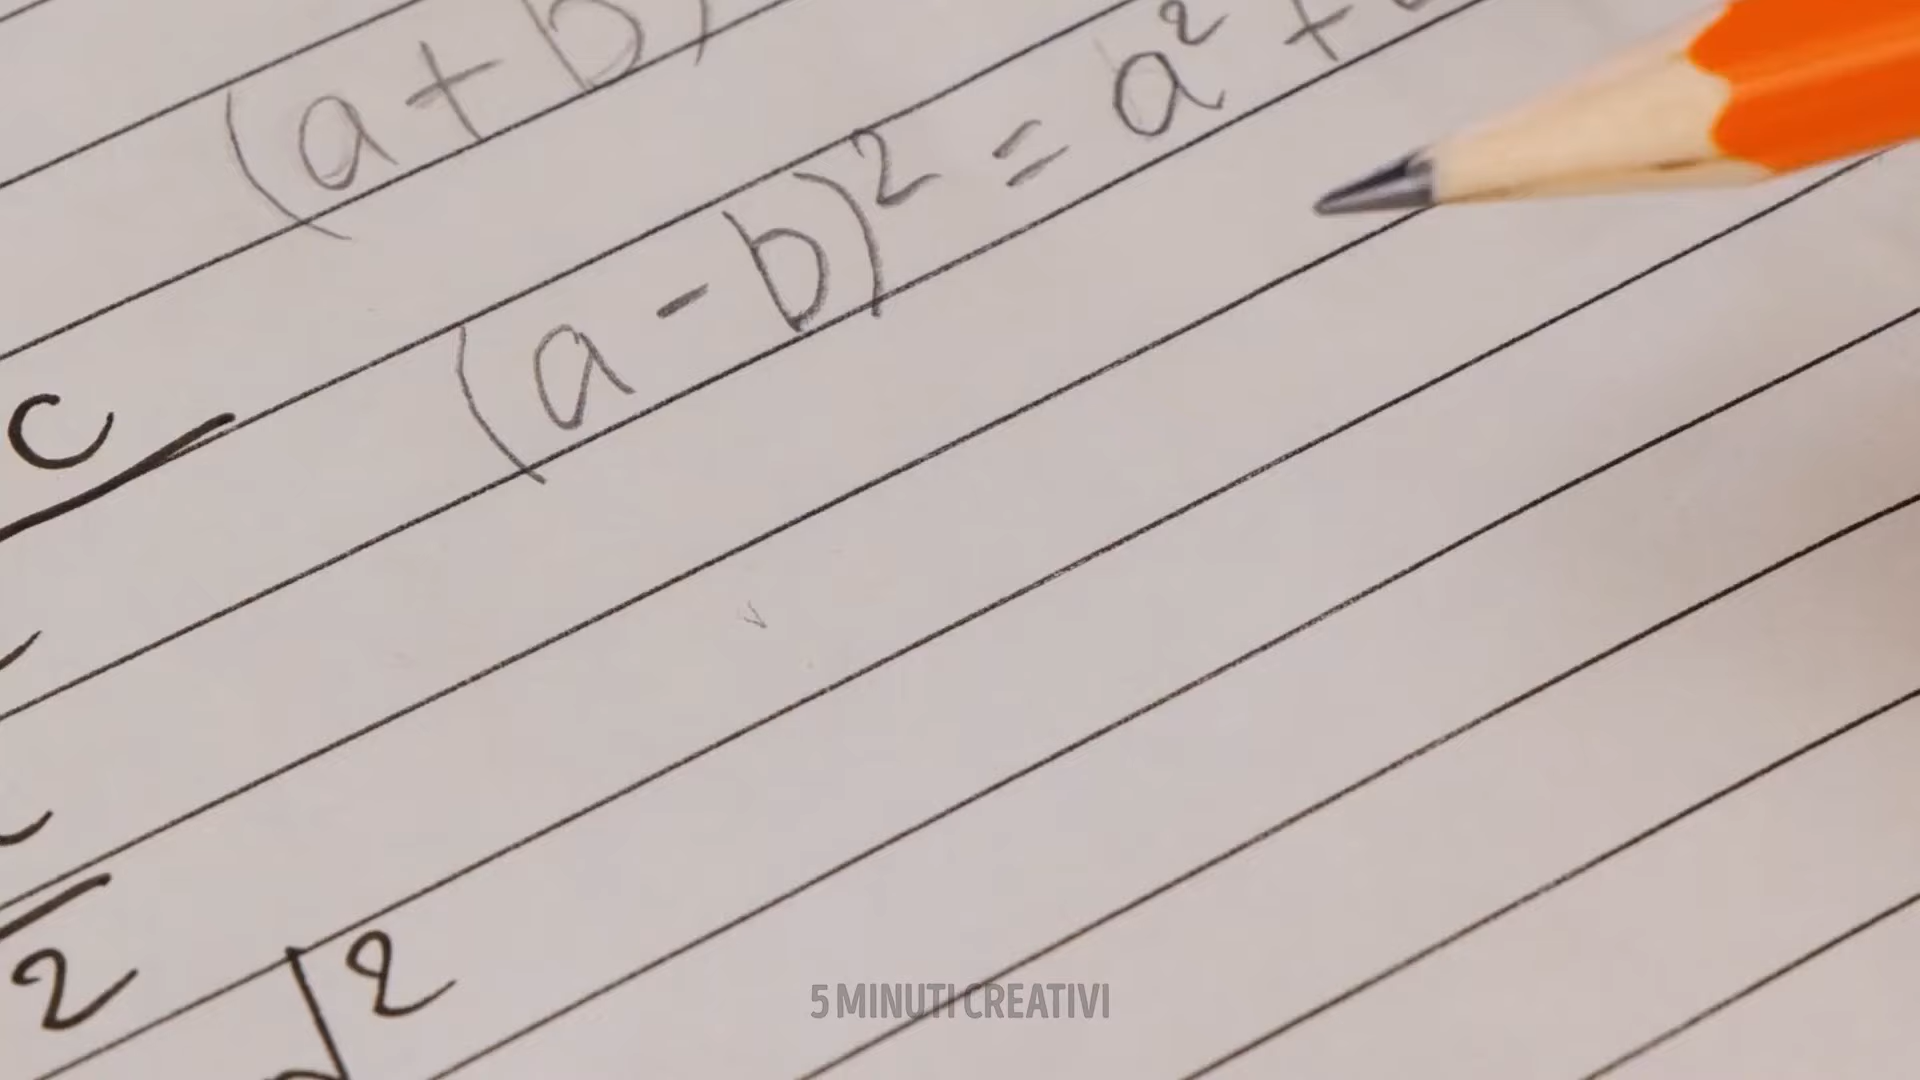 (a+b)
(a-b)² = a² +
c
2
2
5 MINUTI CREATIVI